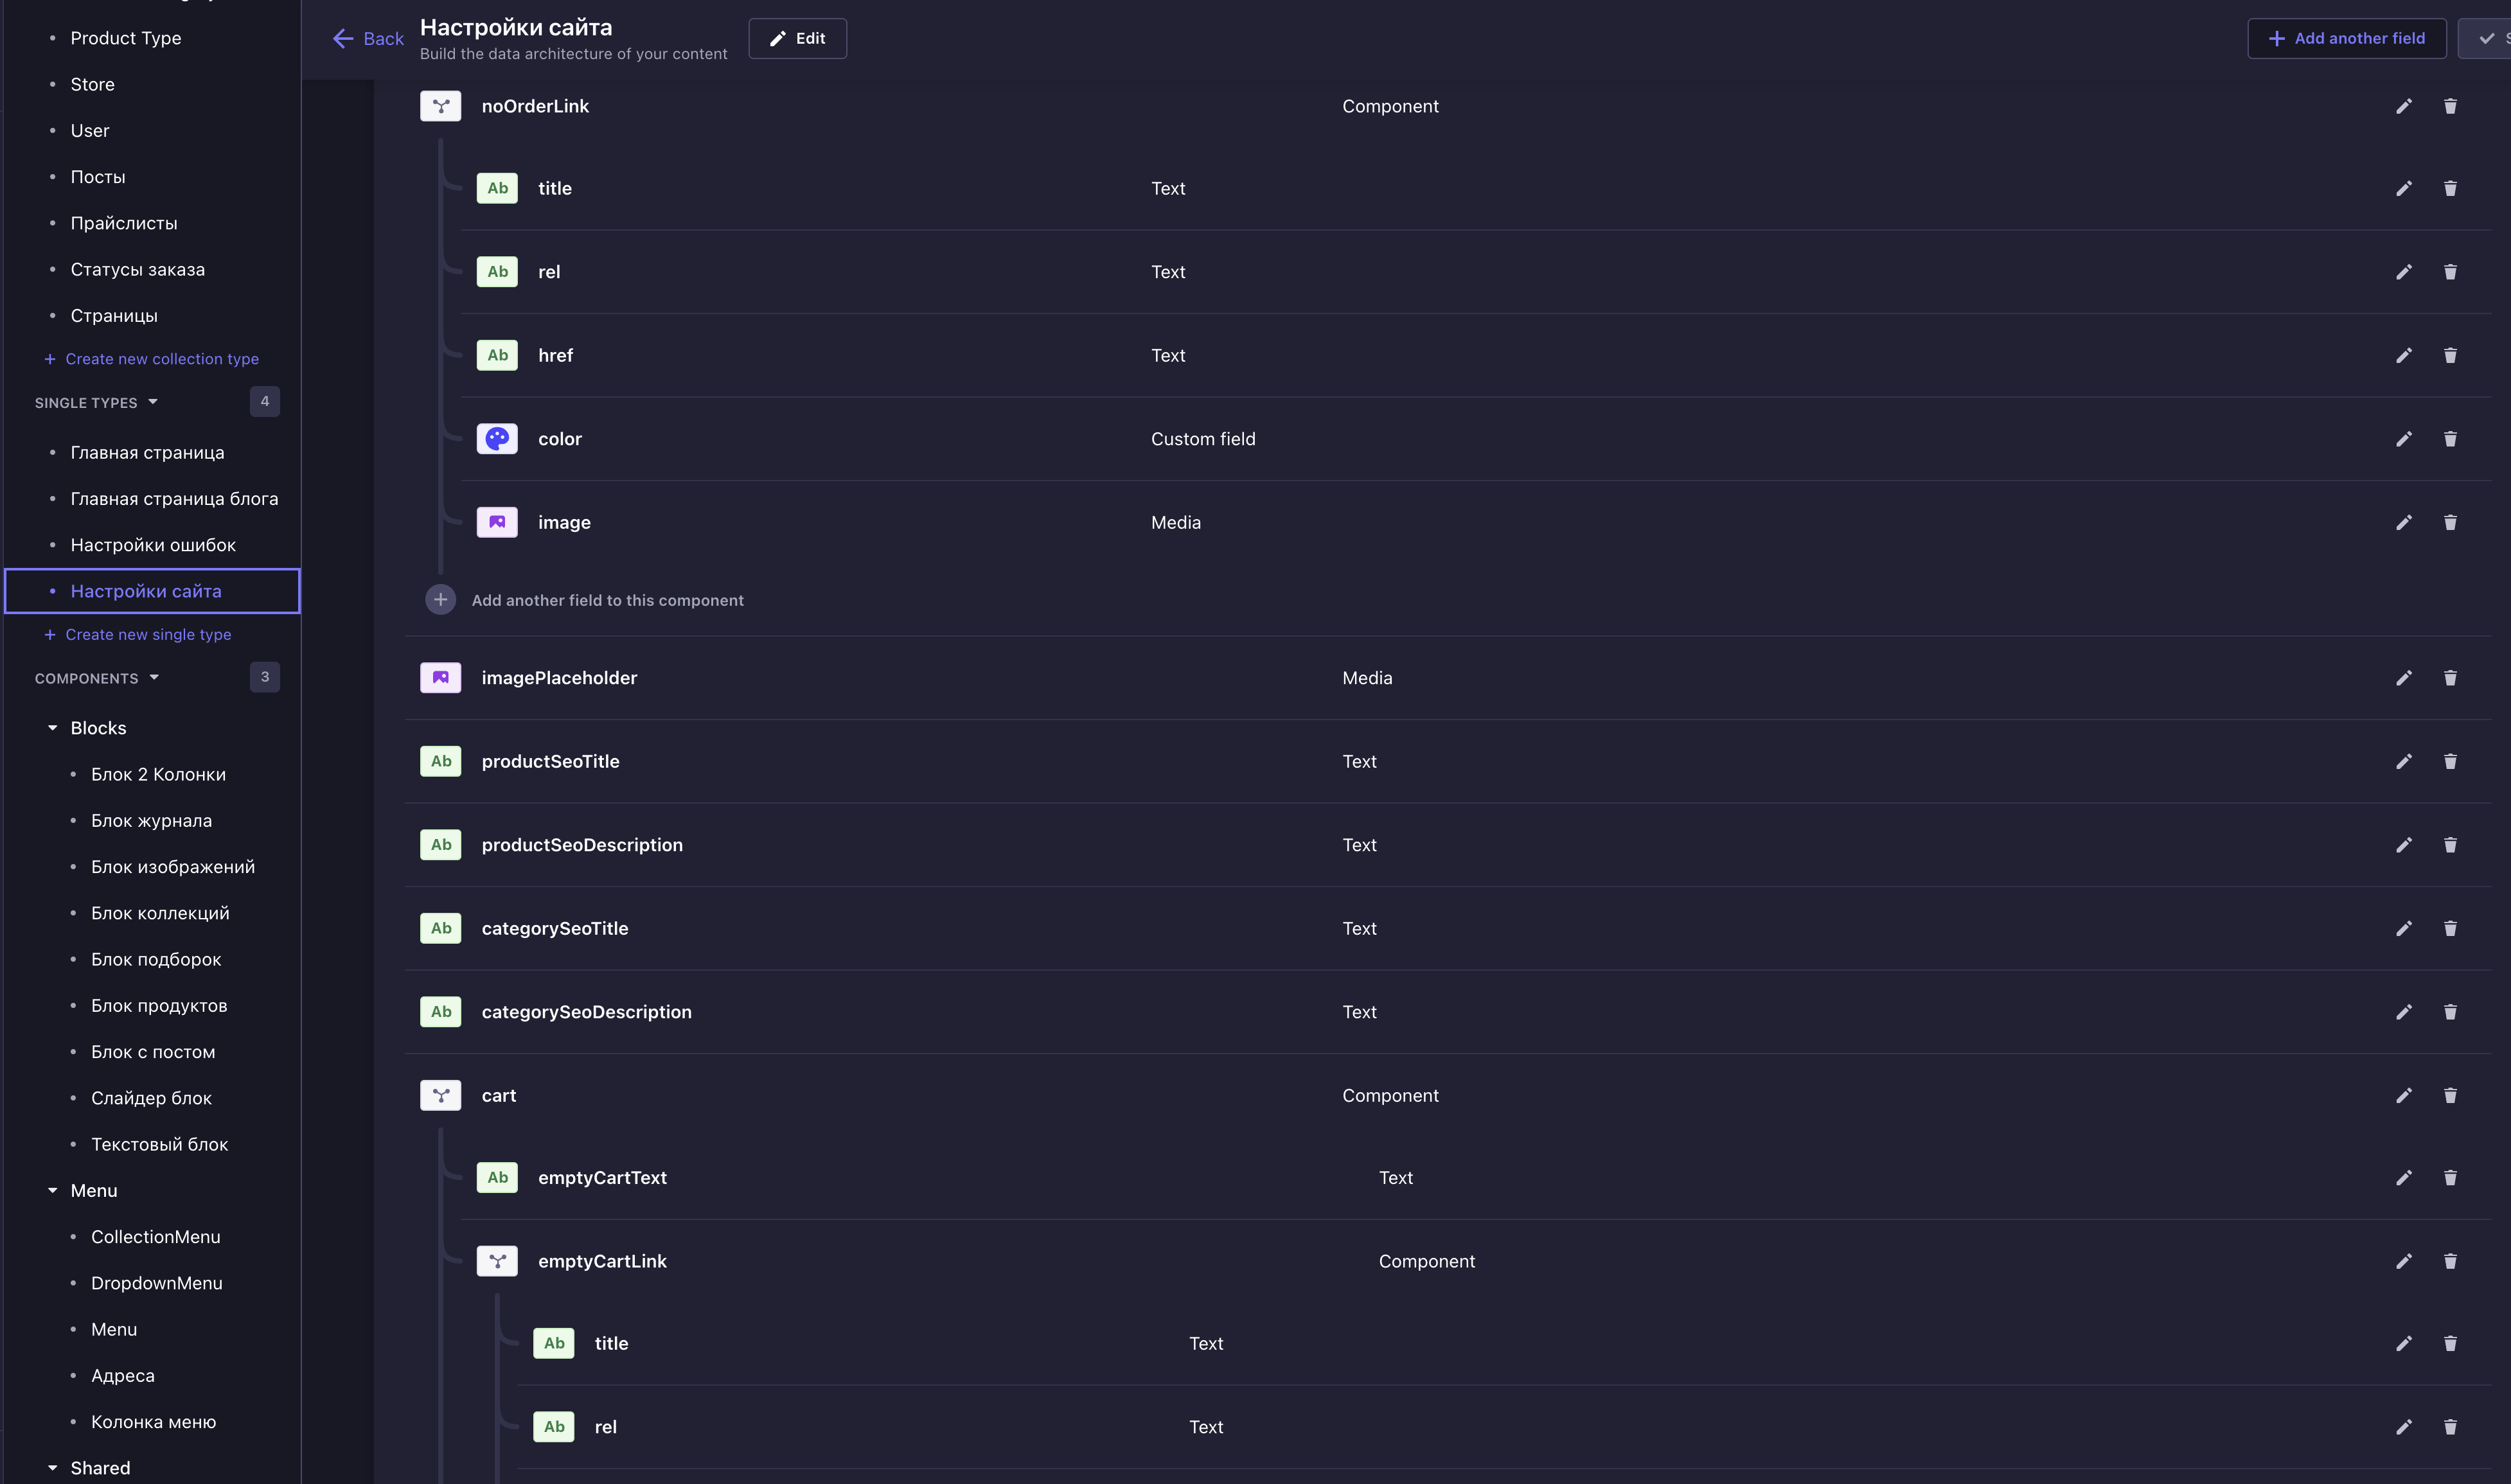 Product Type
Store
User
Посты
Прайслисты
Статусы заказа
Страницы
+ Create new collection type
SINGLE TYPES 4
Главная страница
Главная страница блога
Настройки ошибок
Настройки сайта
+ Create new single type
COMPONENTS 3
Blocks
Блок 2 Колонки
Блок журнала
Блок изображений
Блок коллекций
Блок подборок
Блок продуктов
Блок с постом
Слайдер блок
Текстовый блок
Menu
CollectionMenu
DropdownMenu
Menu
Адреса
Колонка меню
Shared
Back
Настройки сайта
Build the data architecture of your content
Edit
+ Add another field
noOrderLink Component
Ab title Text
Ab rel Text
Ab href Text
color Custom field
image Media
Add another field to this component
imagePlaceholder Media
Ab productSeoTitle Text
Ab productSeoDescription Text
Ab categorySeoTitle Text
Ab categorySeoDescription Text
cart Component
Ab emptyCartText Text
emptyCartLink Component
Ab title Text
Ab rel Text